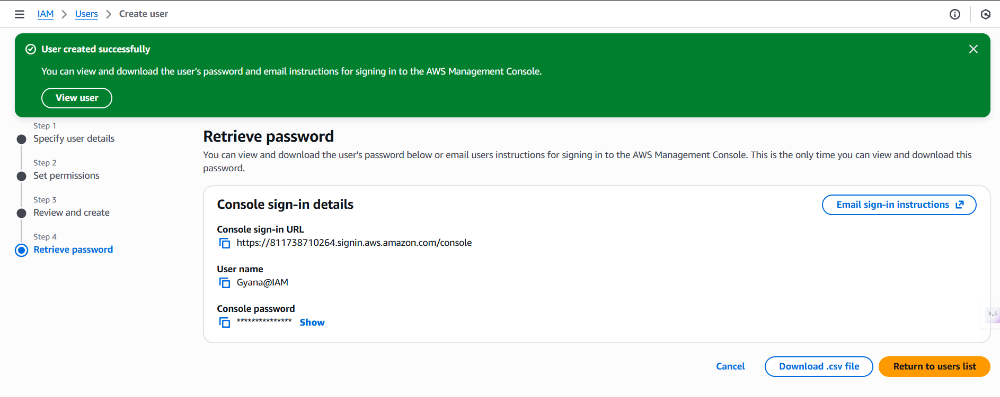 IAM > Users > Create user
User created successfully
You can view and download the user's password and email instructions for signing in to the AWS Management Console.
View user
Step 1
Specify user details
Step 2
Set permissions
Step 3
Review and create
Step 4
Retrieve password
Retrieve password
You can view and download the user's password below or email users instructions for signing in to the AWS Management Console. This is the only time you can view and download this
password.
Console sign-in details
Email sign-in instructions
Console sign-in URL
https://811738710264.signin.aws.amazon.com/console
User name
Gyana@IAM
Console password
*************** Show
Cancel
Download .csv file
Return to users list